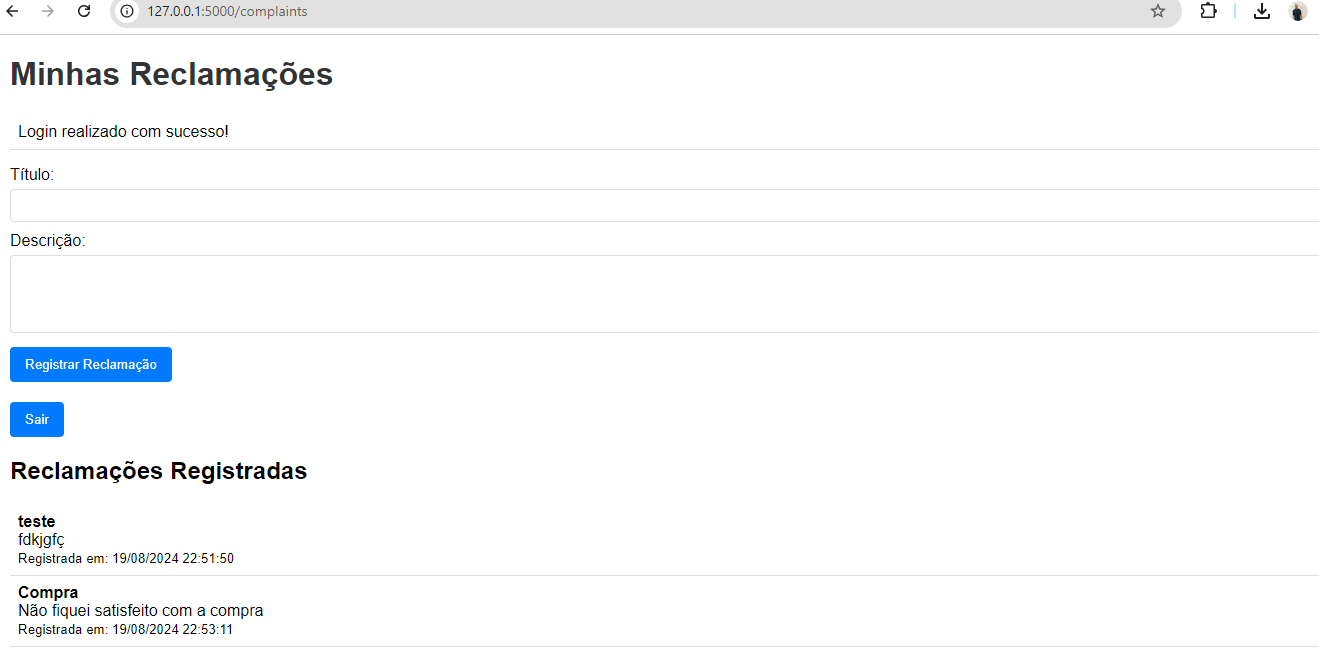 127.0.0.1:5000/complaints
Minhas Reclamações
Login realizado com sucesso!
Título:
Descrição:
Registrar Reclamação
Sair
Reclamações Registradas
teste
fdkjgfç
Registrada em: 19/08/2024 22:51:50
Compra
Não fiquei satisfeito com a compra
Registrada em: 19/08/2024 22:53:11